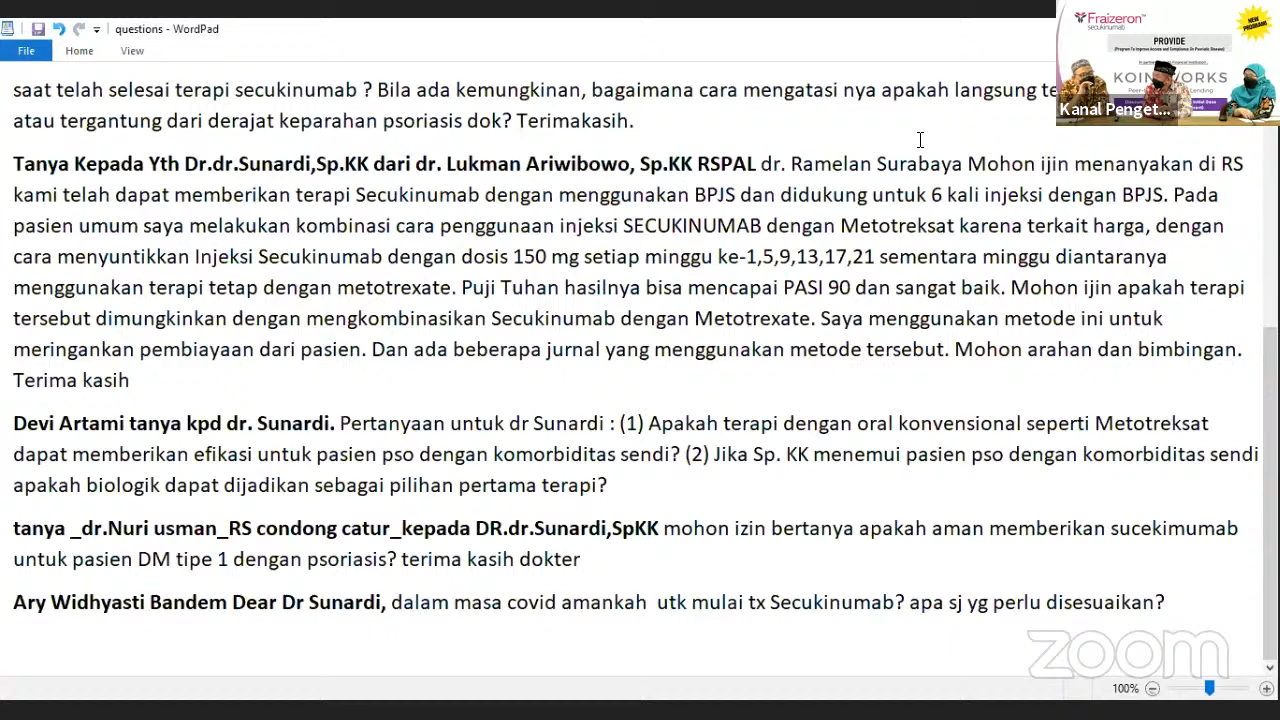 questions - WordPad
File Home View
saat telah selesai terapi secukinumab ? Bila ada kemungkinan, bagaimana cara mengatasi nya apakah langsung te
atau tergantung dari derajat keparahan psoriasis dok? Terimakasih.
Tanya Kepada Yth Dr.dr.Sunardi,Sp.KK dari dr. Lukman Ariwibowo, Sp.KK RSPAL dr. Ramelan Surabaya Mohon ijin menanyakan di RS
kami telah dapat memberikan terapi Secukinumab dengan menggunakan BPJS dan didukung untuk 6 kali injeksi dengan BPJS. Pada
pasien umum saya melakukan kombinasi cara penggunaan injeksi SECUKINUMAB dengan Metotreksat karena terkait harga, dengan
cara menyuntikkan Injeksi Secukinumab dengan dosis 150 mg setiap minggu ke-1,5,9,13,17,21 sementara minggu diantaranya
menggunakan terapi tetap dengan metotrexate. Puji Tuhan hasilnya bisa mencapai PASI 90 dan sangat baik. Mohon ijin apakah terapi
tersebut dimungkinkan dengan mengkombinasikan Secukinumab dengan Metotrexate. Saya menggunakan metode ini untuk
meringankan pembiayaan dari pasien. Dan ada beberapa jurnal yang menggunakan metode tersebut. Mohon arahan dan bimbingan.
Terima kasih
Devi Artami tanya kpd dr. Sunardi. Pertanyaan untuk dr Sunardi : (1) Apakah terapi dengan oral konvensional seperti Metotreksat
dapat memberikan efikasi untuk pasien pso dengan komorbiditas sendi? (2) Jika Sp. KK menemui pasien pso dengan komorbiditas sendi
apakah biologik dapat dijadikan sebagai pilihan pertama terapi?
tanya _dr.Nuri usman_RS condong catur_kepada DR.dr.Sunardi,SpKK mohon izin bertanya apakah aman memberikan sucekimumab
untuk pasien DM tipe 1 dengan psoriasis? terima kasih dokter
Ary Widhyasti Bandem Dear Dr Sunardi, dalam masa covid amankah utk mulai tx Secukinumab? apa sj yg perlu disesuaikan?
Fraizeron™
secukinumab
NEW PROGRAM!
PROVIDE
(Program To Improve Access and Compliance On Psoriatic Disease)
KOINWORKS
Kanal Penget...
zoom
100%